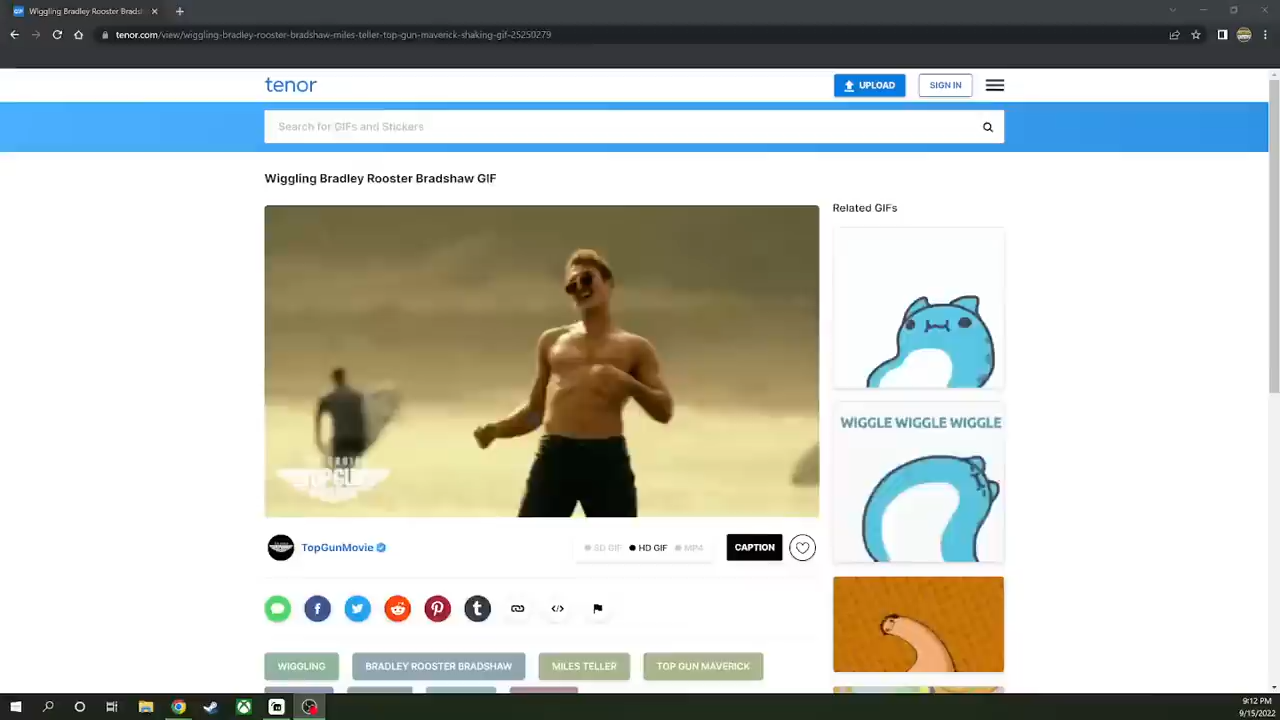 Wiggling Bradley Rooster Bradsh
tenor.com/view/wiggling-bradley-rooster-bradshaw-miles-teller-top-gun-maverick-shaking-gif-25250279
tenor
UPLOAD
SIGN IN
Search for GIFs and Stickers
Wiggling Bradley Rooster Bradshaw GIF
Related GIFs
WIGGLE WIGGLE WIGGLE
TOPGUN
TopGunMovie
SD GIF HD GIF MP4
CAPTION
WIGGLING
BRADLEY ROOSTER BRADSHAW
MILES TELLER
TOP GUN MAVERICK
9:12 PM
9/15/2022